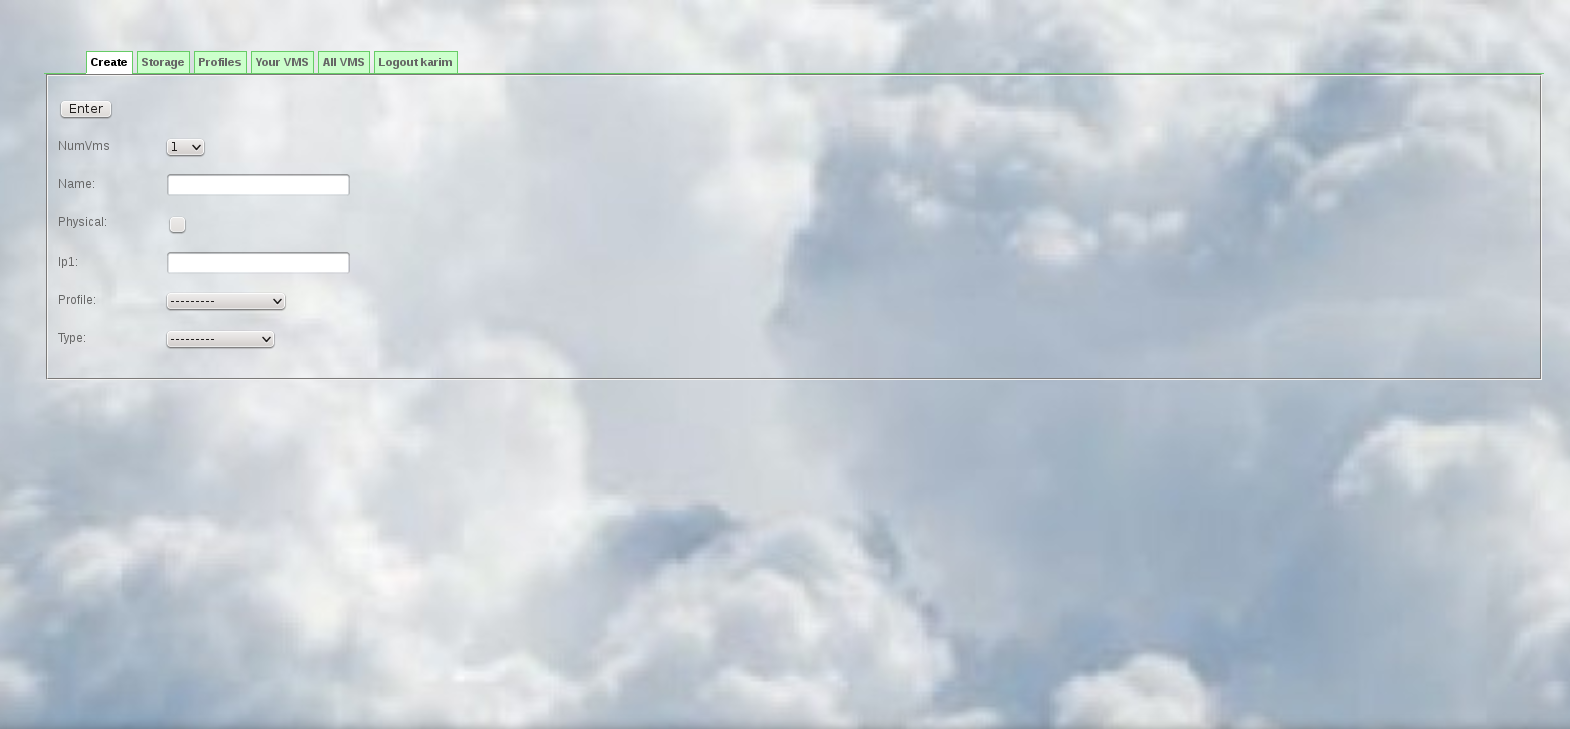 Create Storage Profiles Your VMS All VMS Logout karim
Enter
NumVms 1
Name:
Physical:
Ip1:
Profile: ---------
Type: ---------